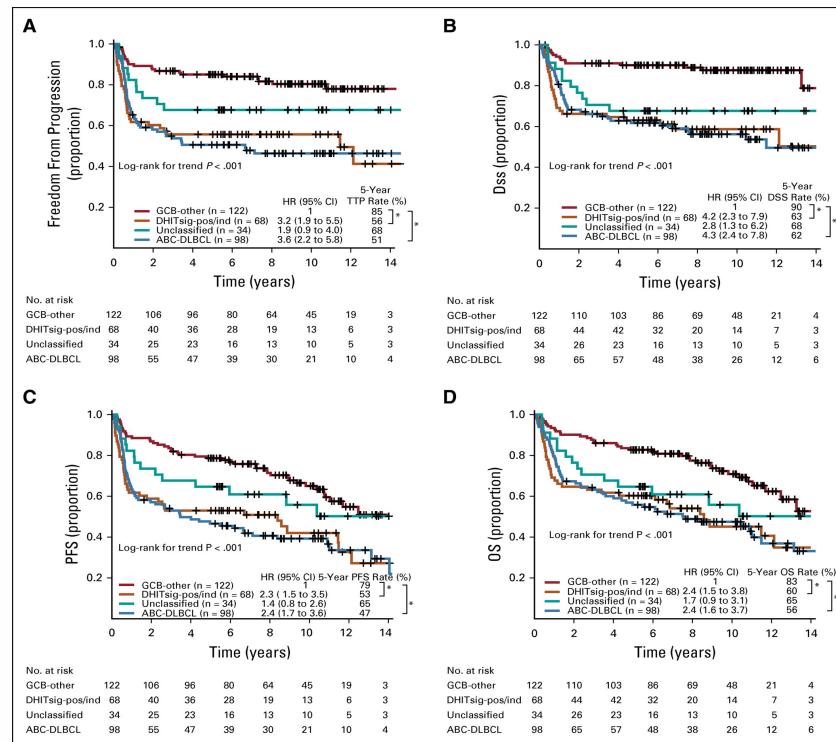 A
1.0
0.8
0.6
0.4
0.2
Freedom From Progression
(proportion)
Log-rank for trend P < .001
HR (95% CI)
5-Year
TTP Rate (%)
GCB-other (n = 122) 1 85
DHITsig-pos/ind (n = 68) 3.2 (1.9 to 5.5) 56 *
Unclassified (n = 34) 1.9 (0.9 to 4.0) 68 *
ABC-DLBCL (n = 98) 3.6 (2.2 to 5.8) 51
0 2 4 6 8 10 12 14
Time (years)
No. at risk
GCB-other 122 106 96 80 64 45 19 3
DHITsig-pos/ind 68 40 36 28 19 13 6 3
Unclassified 34 25 23 16 13 10 5 3
ABC-DLBCL 98 55 47 39 30 21 10 4
B
1.0
0.8
0.6
0.4
0.2
Dss (proportion)
Log-rank for trend P < .001
HR (95% CI)
5-Year
DSS Rate (%)
GCB-other (n = 122) 1 90
DHITsig-pos/ind (n = 68) 4.2 (2.3 to 7.9) 63 *
Unclassified (n = 34) 2.8 (1.3 to 6.2) 68 *
ABC-DLBCL (n = 98) 4.3 (2.4 to 7.8) 62
0 2 4 6 8 10 12 14
Time (years)
No. at risk
GCB-other 122 110 103 86 69 48 21 4
DHITsig-pos/ind 68 44 42 32 20 14 7 3
Unclassified 34 26 23 16 13 10 5 3
ABC-DLBCL 98 65 57 48 38 26 12 6
C
1.0
0.8
0.6
0.4
0.2
PFS (proportion)
Log-rank for trend P < .001
HR (95% CI) 5-Year PFS Rate (%)
GCB-other (n = 122) 1 79
DHITsig-pos/ind (n = 68) 2.3 ( 1.5 to 3.5) 53 *
Unclassified (n = 34) 1.4 (0.8 to 2.6) 65 *
ABC-DLBCL (n = 98) 2.4 (1.7 to 3.6) 47
0 2 4 6 8 10 12 14
Time (years)
No. at risk
GCB-other 122 106 96 80 64 45 19 3
DHITsig-pos/ind 68 40 36 28 19 13 6 3
Unclassified 34 25 23 16 13 10 5 3
ABC-DLBCL 98 55 47 39 30 21 10 4
D
1.0
0.8
0.6
0.4
0.2
OS (proportion)
Log-rank for trend P < .001
HR (95% CI) 5-Year OS Rate (%)
GCB-other (n = 122) 1 83
DHITsig-pos/ind (n = 68) 2.4 (1.5 to 3.8) 60 *
Unclassified (n = 34) 1.7 (0.9 to 3.1) 65 *
ABC-DLBCL (n = 98) 2.4 (1.6 to 3.7) 56
0 2 4 6 8 10 12 14
Time (years)
No. at risk
GCB-other 122 110 103 86 69 48 21 4
DHITsig-pos/ind 68 44 42 32 20 14 7 3
Unclassified 34 26 23 16 13 10 5 3
ABC-DLBCL 98 65 57 48 38 26 12 6